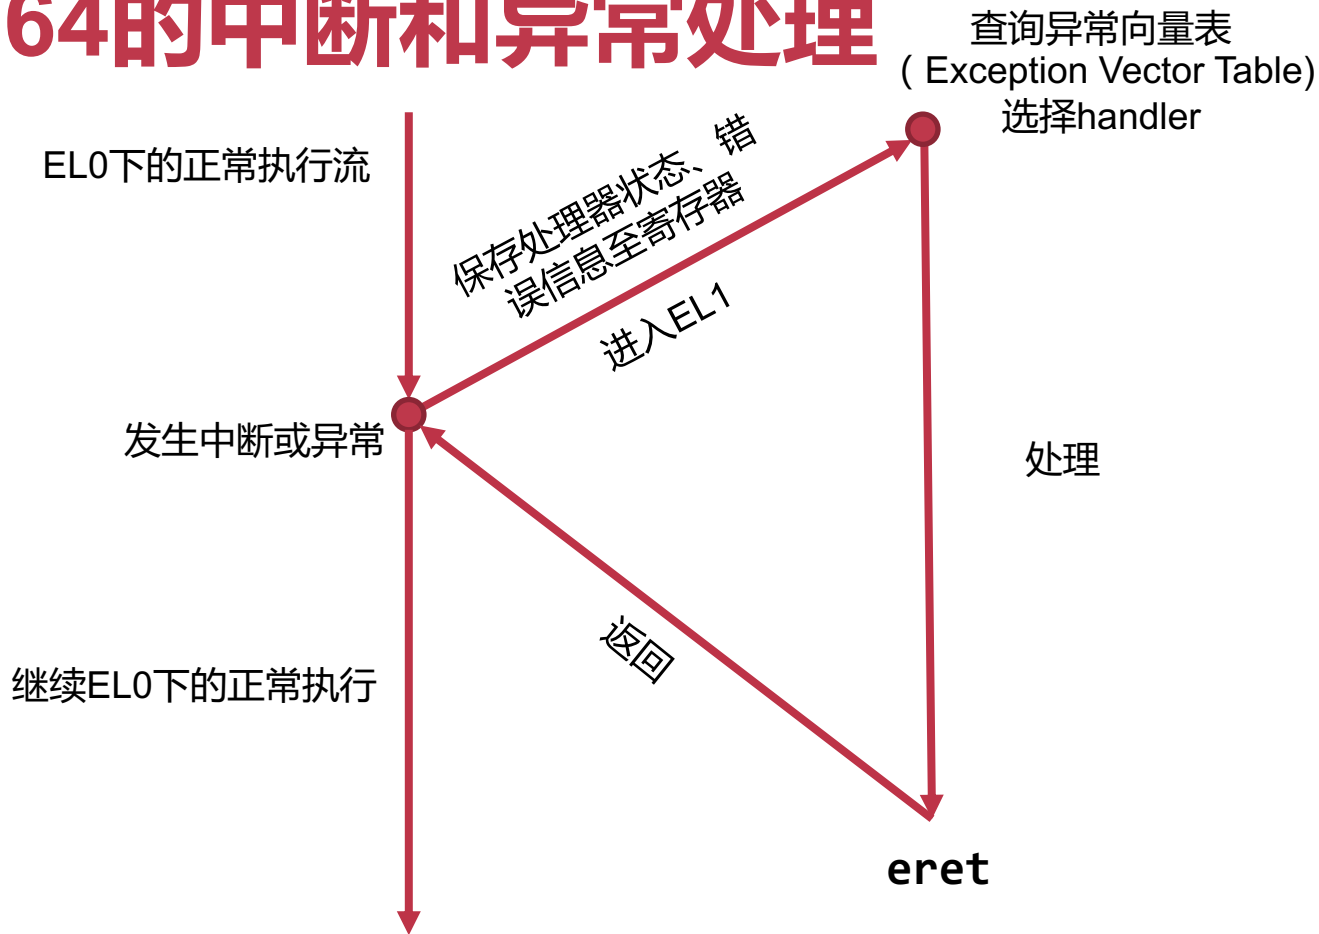 64的中断和异常处理
查询异常向量表
( Exception Vector Table)
选择handler
EL0下的正常执行流
保存处理器状态、错
误信息至寄存器
进入EL1
发生中断或异常
处理
返回
继续EL0下的正常执行
eret